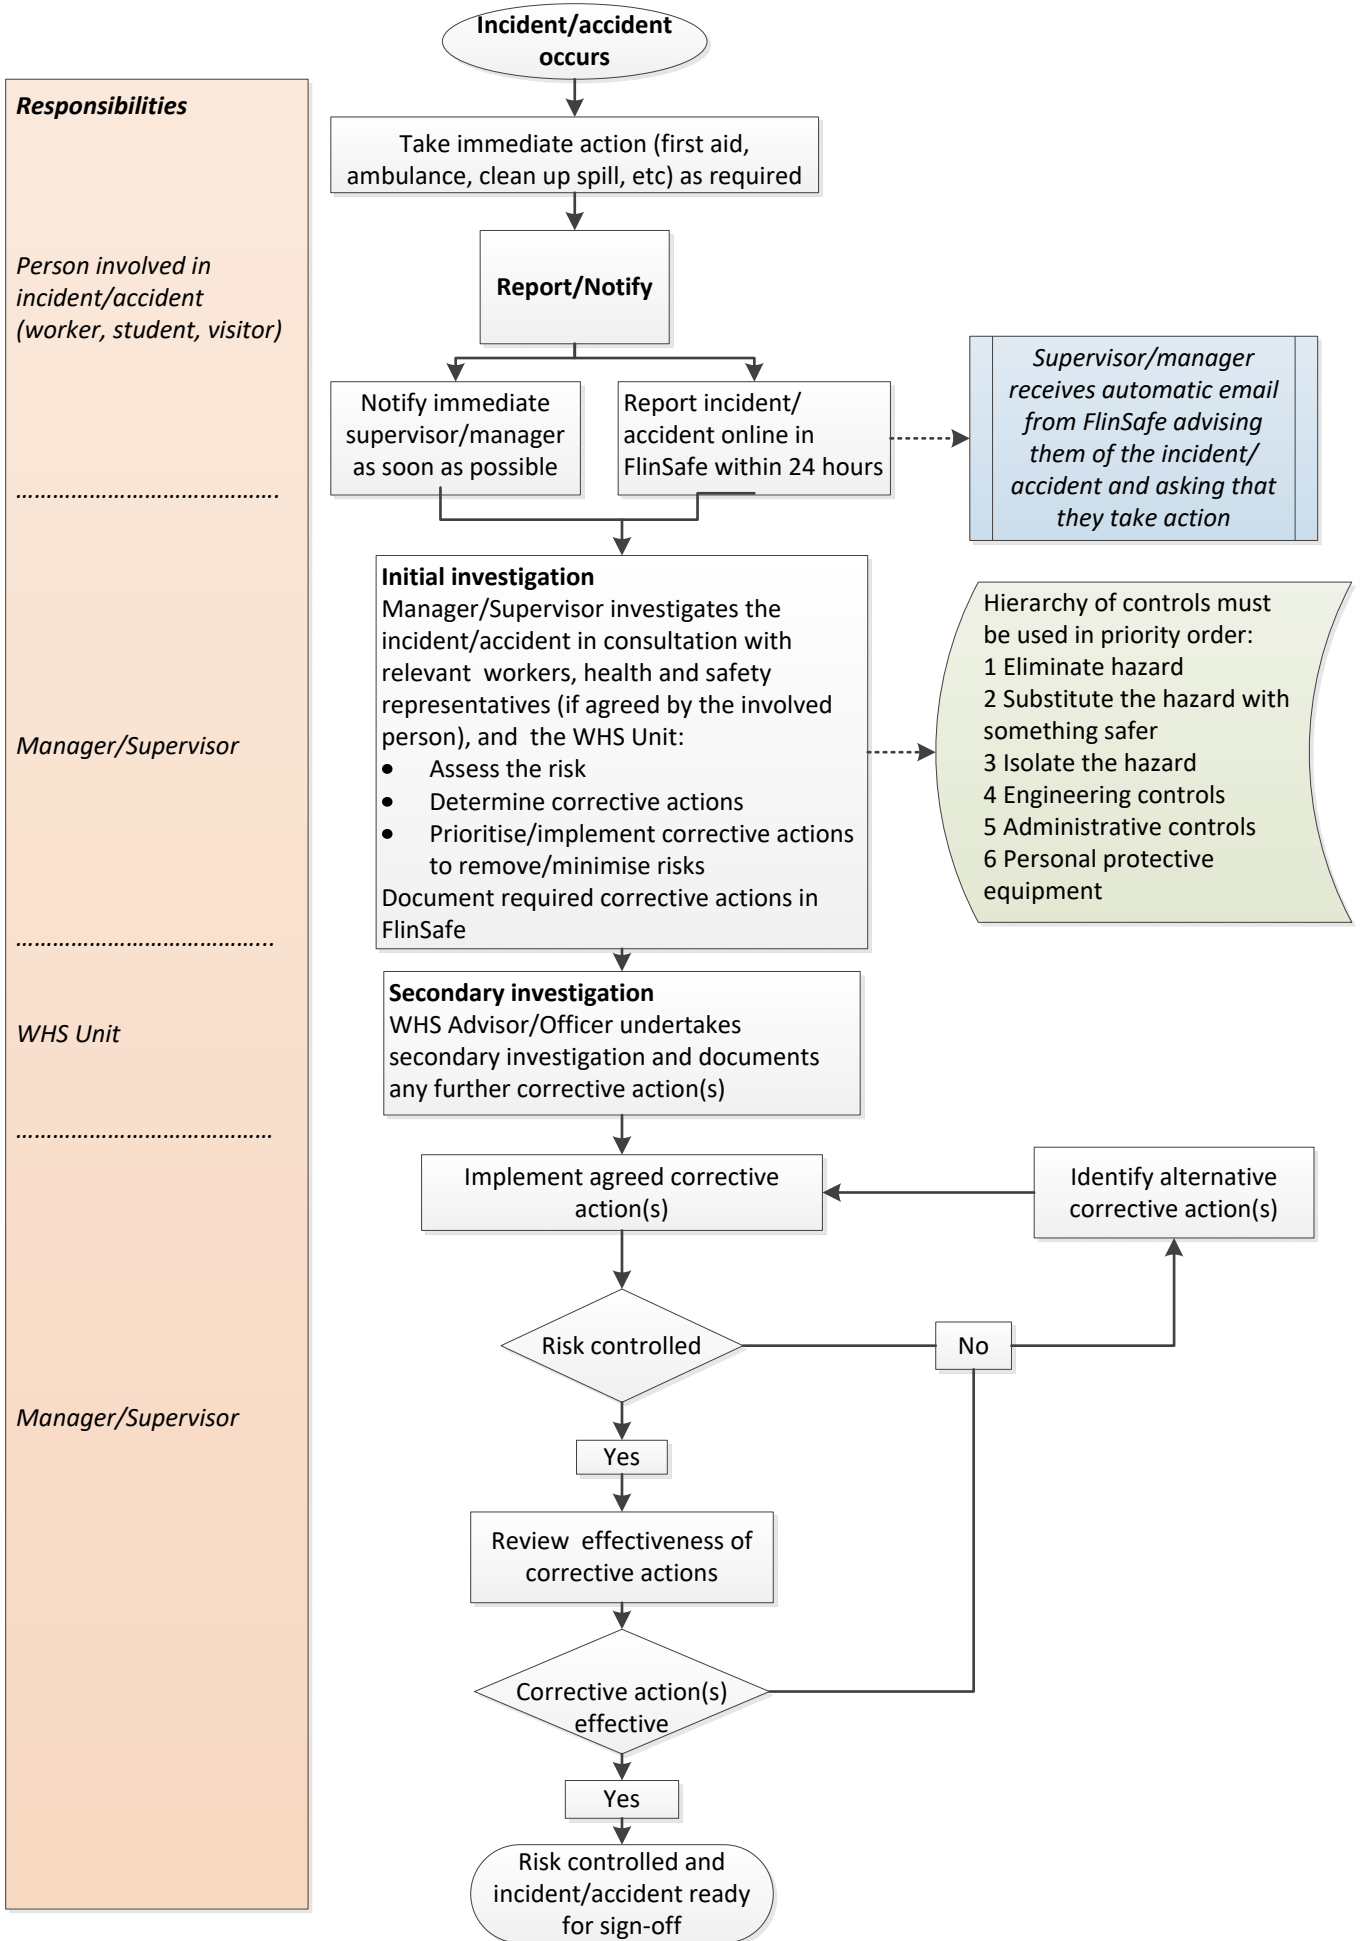 Incident/accident
occurs
Responsibilities
Take immediate action (first aid,
ambulance, clean up spill, etc) as required
Person involved in
incident/accident
(worker, student, visitor)
Report/Notify
Notify immediate
supervisor/manager
as soon as possible
Report incident/
accident online in
FlinSafe within 24 hours
Supervisor/manager
receives automatic email
from FlinSafe advising
them of the incident/
accident and asking that
they take action
………………………………….
Initial investigation
Manager/Supervisor investigates the
incident/accident in consultation with
relevant  workers, health and safety
representatives (if agreed by the involved
person), and  the WHS Unit:
• Assess the risk
• Determine corrective actions
• Prioritise/implement corrective actions
to remove/minimise risks
Document required corrective actions in
FlinSafe
Hierarchy of controls must
be used in priority order:
1 Eliminate hazard
2 Substitute the hazard with
something safer
3 Isolate the hazard
4 Engineering controls
5 Administrative controls
6 Personal protective
equipment
Manager/Supervisor
………………………………...
Secondary investigation
WHS Advisor/Officer undertakes
secondary investigation and documents
any further corrective action(s)
WHS Unit
…………………………………
Implement agreed corrective
action(s)
Identify alternative
corrective action(s)
Risk controlled
No
Manager/Supervisor
Yes
Review  effectiveness of
corrective actions
Corrective action(s)
effective
Yes
Risk controlled and
incident/accident ready
for sign-off